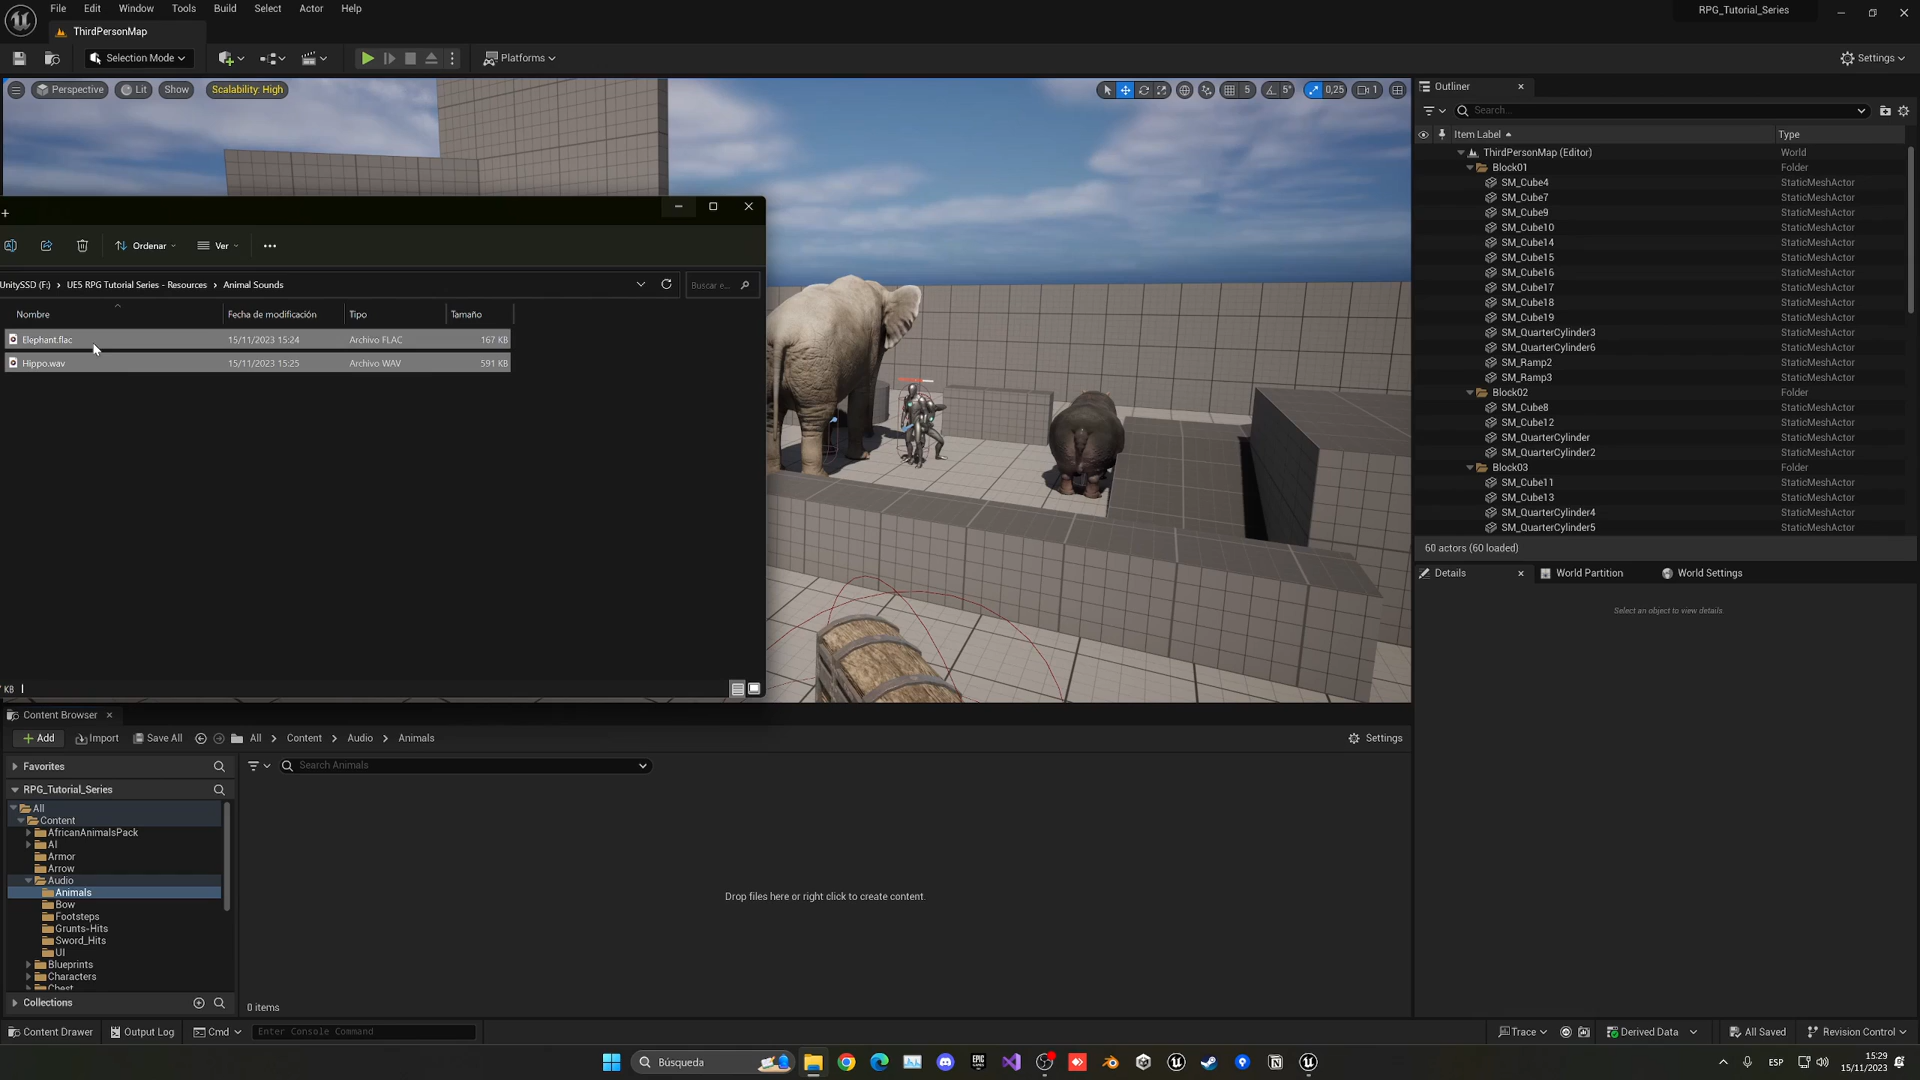 File Edit Window Tools Build Select Actor Help
RPG_Tutorial_Series
ThirdPersonMap
Selection Mode
Platforms
Settings
Perspective Lit Show Scalability: High
5 5° 0,25 1
Ordenar Ver
UnitySSD (F:) > UE5 RPG Tutorial Series - Resources > Animal Sounds
Buscar e...
Nombre Fecha de modificación Tipo Tamaño
Elephant.flac 15/11/2023 15:24 Archivo FLAC 167 KB
Hippo.wav 15/11/2023 15:25 Archivo WAV 591 KB
KB
Outliner
Search...
Item Label Type
ThirdPersonMap (Editor) World
Block01 Folder
SM_Cube4 StaticMeshActor
SM_Cube7 StaticMeshActor
SM_Cube9 StaticMeshActor
SM_Cube10 StaticMeshActor
SM_Cube14 StaticMeshActor
SM_Cube15 StaticMeshActor
SM_Cube16 StaticMeshActor
SM_Cube17 StaticMeshActor
SM_Cube18 StaticMeshActor
SM_Cube19 StaticMeshActor
SM_QuarterCylinder3 StaticMeshActor
SM_QuarterCylinder6 StaticMeshActor
SM_Ramp2 StaticMeshActor
SM_Ramp3 StaticMeshActor
Block02 Folder
SM_Cube8 StaticMeshActor
SM_Cube12 StaticMeshActor
SM_QuarterCylinder StaticMeshActor
SM_QuarterCylinder2 StaticMeshActor
Block03 Folder
SM_Cube11 StaticMeshActor
SM_Cube13 StaticMeshActor
SM_QuarterCylinder4 StaticMeshActor
SM_QuarterCylinder5 StaticMeshActor
60 actors (60 loaded)
Details World Partition World Settings
Select an object to view details.
Content Browser
Add Import Save All All > Content > Audio > Animals
Settings
Favorites
Search Animals
RPG_Tutorial_Series
All
Content
AfricanAnimalsPack
AI
Armor
Arrow
Audio
Animals
Bow
Footsteps
Grunts-Hits
Sword_Hits
UI
Blueprints
Characters
Chest
Drop files here or right click to create content.
Collections
0 items
Content Drawer Output Log Cmd Enter Console Command
Trace Derived Data All Saved Revision Control
Búsqueda
EPIC GAMES
ESP
15:29
15/11/2023